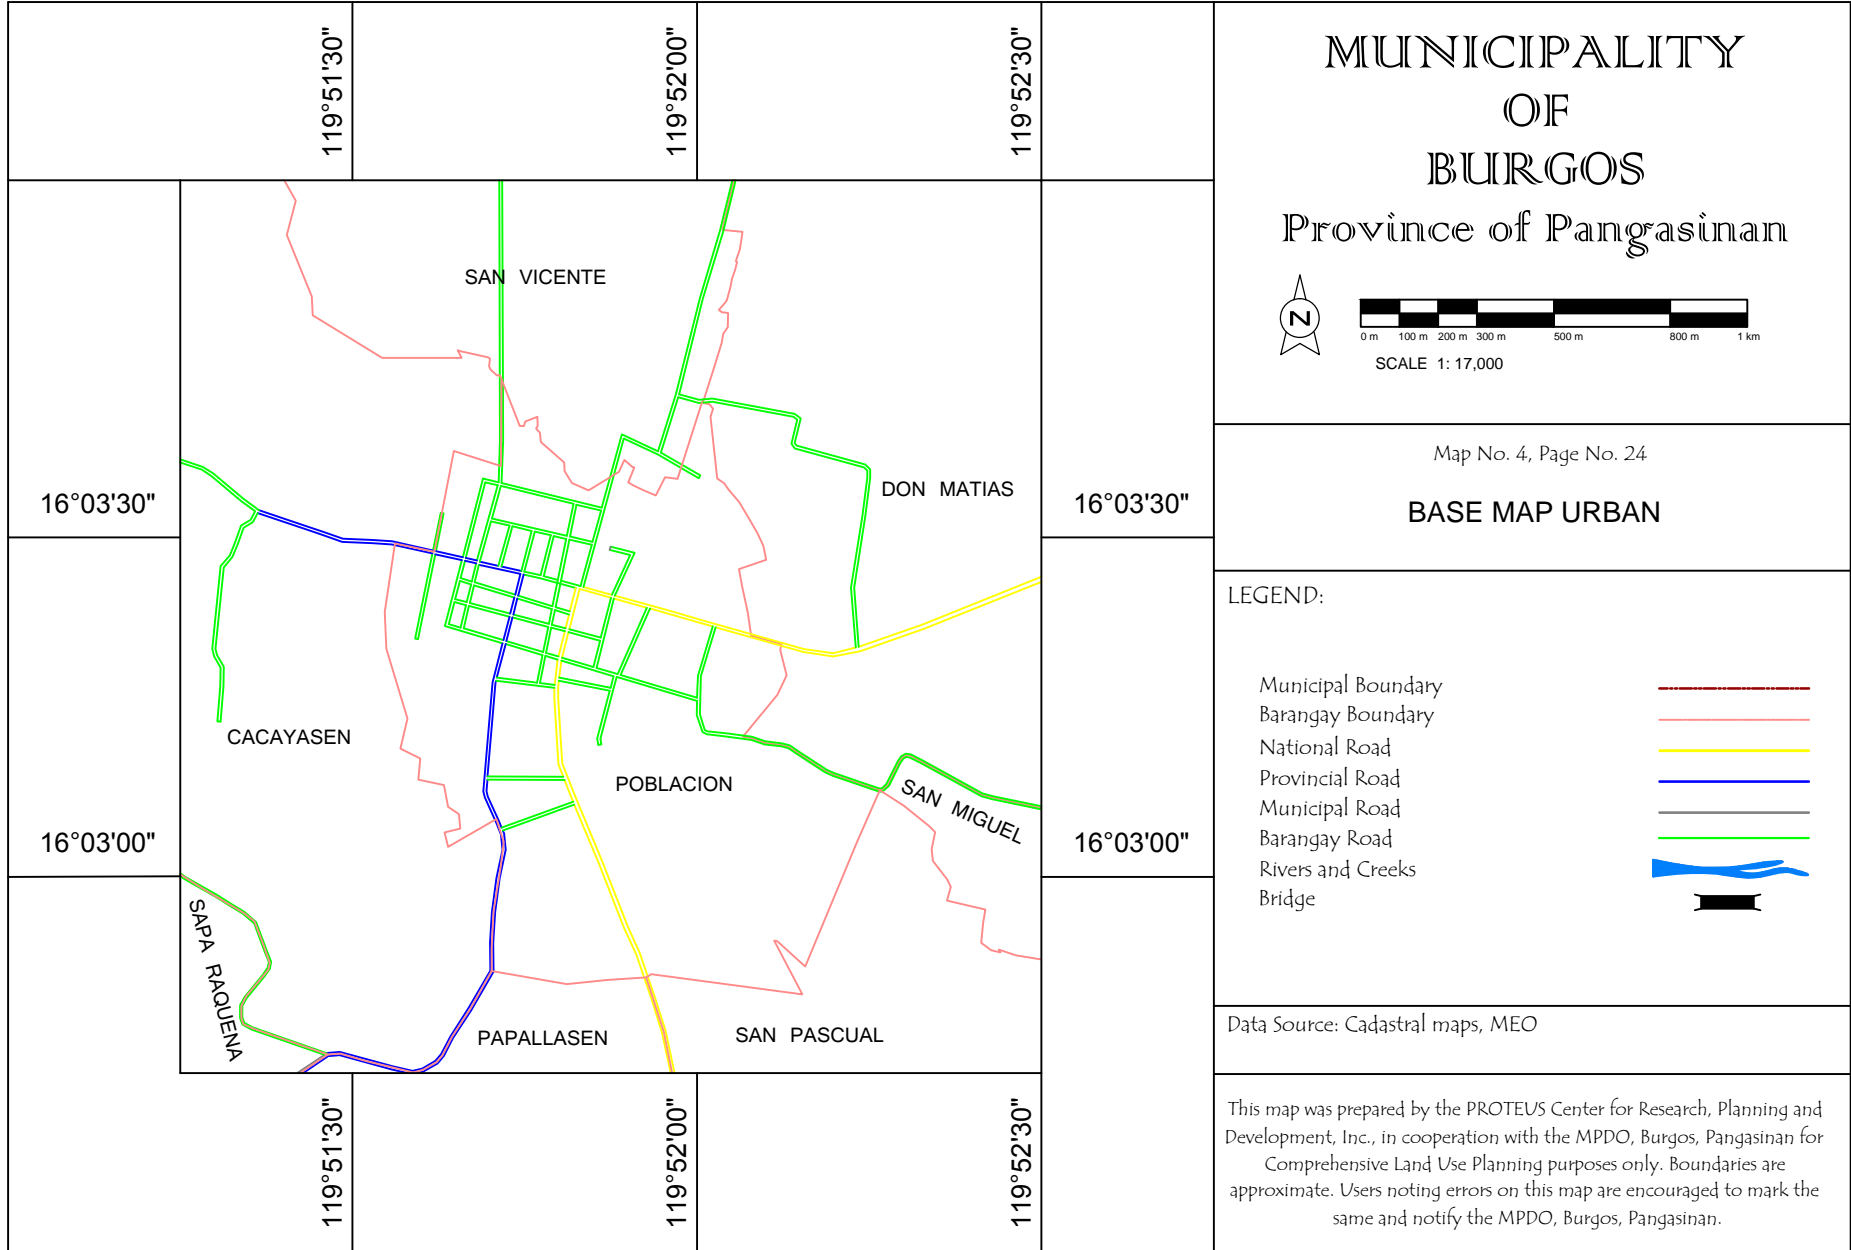 119°51'30"
119°52'00"
119°52'30"
MUNICIPALITY
OF
BURGOS
Province of Pangasinan
N
0 m 100 m 200 m 300 m 500 m 800 m 1 km
SCALE 1: 17,000
Map No. 4, Page No. 24
BASE MAP URBAN
SAN VICENTE
DON MATIAS
16°03'30"
16°03'30"
CACAYASEN
POBLACION
SAN MIGUEL
16°03'00"
16°03'00"
SAPA RAQUENA
PAPALLASEN
SAN PASCUAL
119°51'30"
119°52'00"
119°52'30"
LEGEND:
Municipal Boundary
Barangay Boundary
National Road
Provincial Road
Municipal Road
Barangay Road
Rivers and Creeks
Bridge
Data Source: Cadastral maps, MEO
This map was prepared by the PROTEUS Center for Research, Planning and
Development, Inc., in cooperation with the MPDO, Burgos, Pangasinan for
Comprehensive Land Use Planning purposes only. Boundaries are
approximate. Users noting errors on this map are encouraged to mark the
same and notify the MPDO, Burgos, Pangasinan.